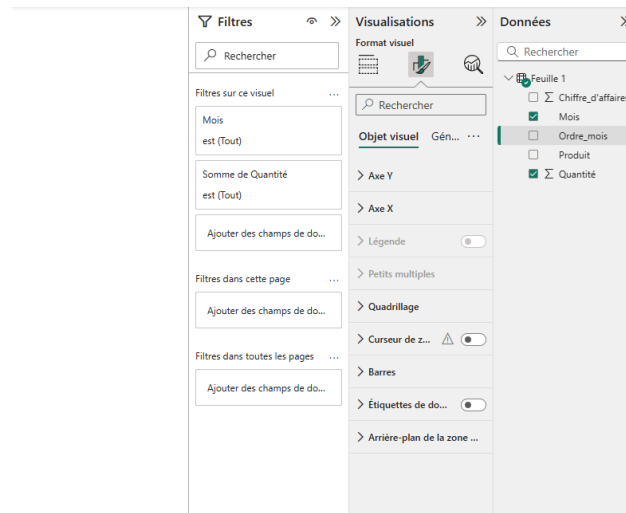 Filtres
Rechercher
Filtres sur ce visuel ...
Mois
est (Tout)
Somme de Quantité
est (Tout)
Ajouter des champs de do...
Filtres dans cette page ...
Ajouter des champs de do...
Filtres dans toutes les pages ...
Ajouter des champs de do...
Visualisations
Format visuel
Rechercher
Objet visuel Gén... ...
Axe Y
Axe X
Légende
Petits multiples
Quadrillage
Curseur de z...
Barres
Étiquettes de do...
Arrière-plan de la zone ...
Données
Rechercher
Feuille 1
Σ Chiffre_d'affaires
Mois
Ordre_mois
Produit
Σ Quantité